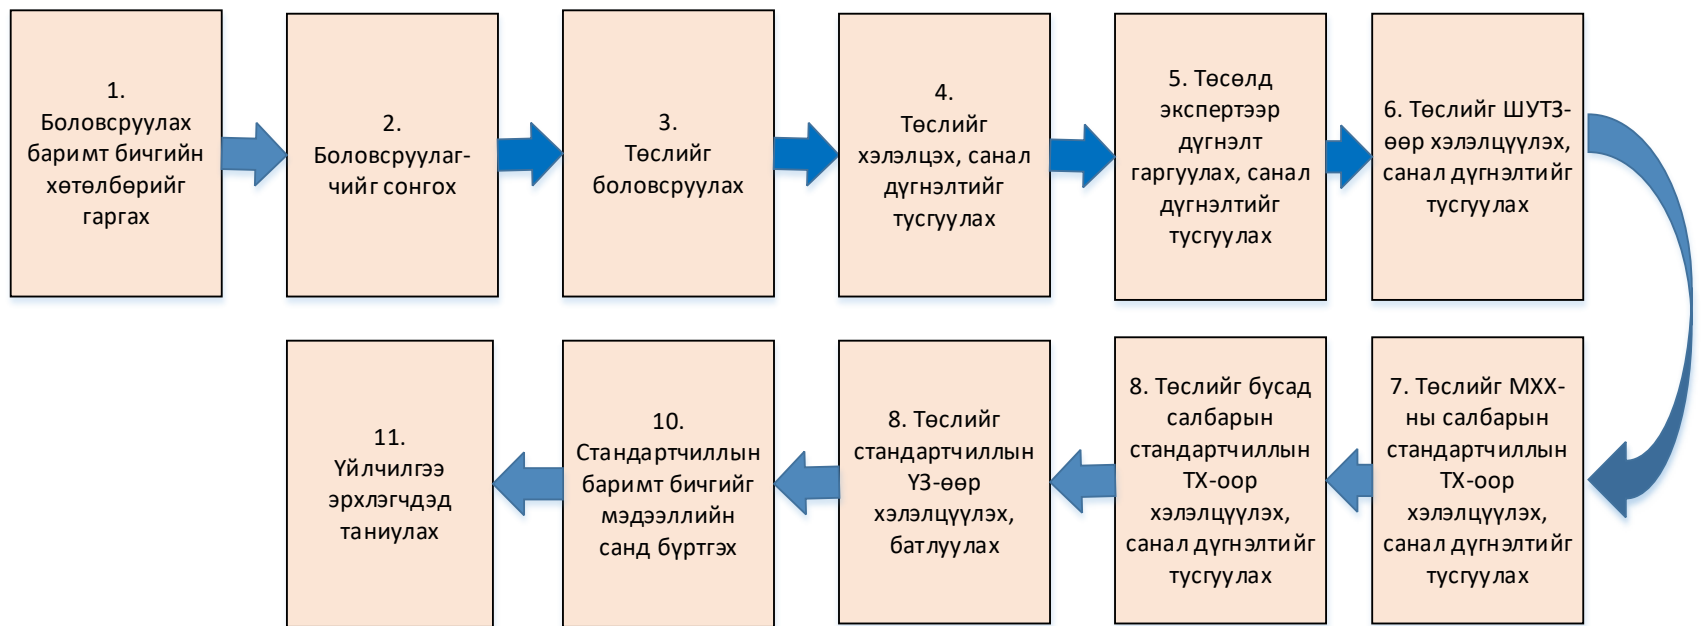 1.
Боловсруулах
баримт бичгийн
хөтөлбөрийг
гаргах
2.
Боловсруулаг-
чийг сонгох
3.
Төслийг
боловсруулах
4.
Төслийг
хэлэлцэх, санал
дүгнэлтийг
тусгуулах
5. Төсөлд
экспертээр
дүгнэлт
гаргуулах, санал
дүгнэлтийг
тусгуулах
6. Төслийг ШУТЗ-
өөр хэлэлцүүлэх,
санал дүгнэлтийг
тусгуулах
7. Төслийг МХХ-
ны салбарын
стандартчиллын
ТХ-оор
хэлэлцүүлэх,
санал дүгнэлтийг
тусгуулах
8. Төслийг бусад
салбарын
стандартчиллын
ТХ-оор
хэлэлцүүлэх,
санал дүгнэлтийг
тусгуулах
8. Төслийг
стандартчиллын
ҮЗ-өөр
хэлэлцүүлэх,
батлуулах
10.
Стандартчиллын
баримт бичгийг
мэдээллийн
санд бүртгэх
11.
Үйлчилгээ
эрхлэгчдэд
таниулах